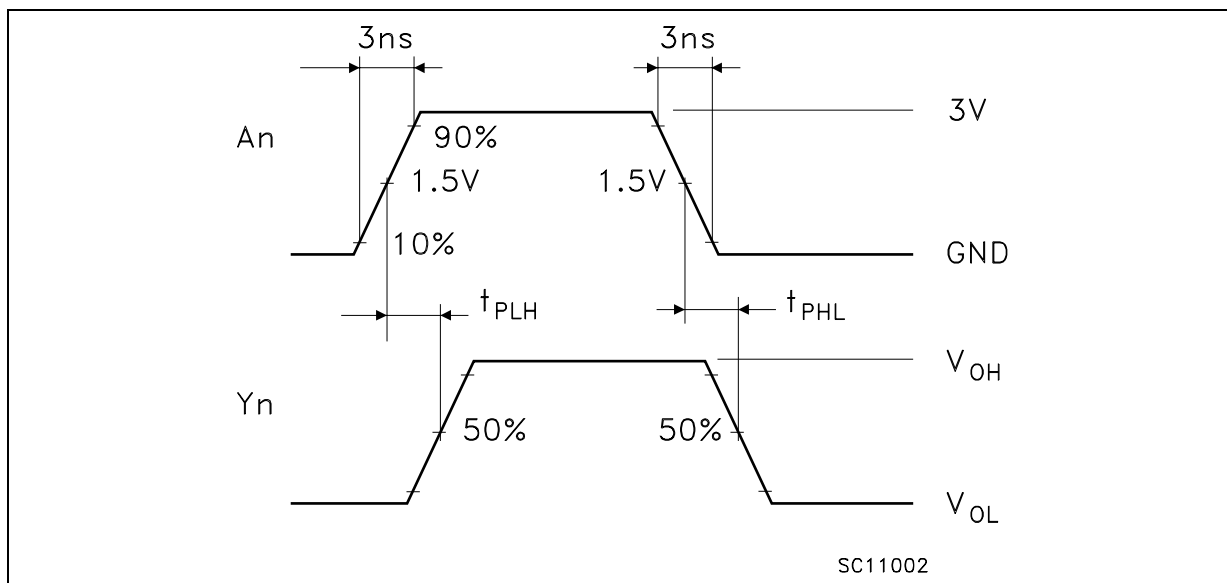 3ns 3ns
An
3V
90%
1.5V 1.5V
10%
GND
tPLH tPHL
VOH
Yn
50% 50%
VOL
SC11002